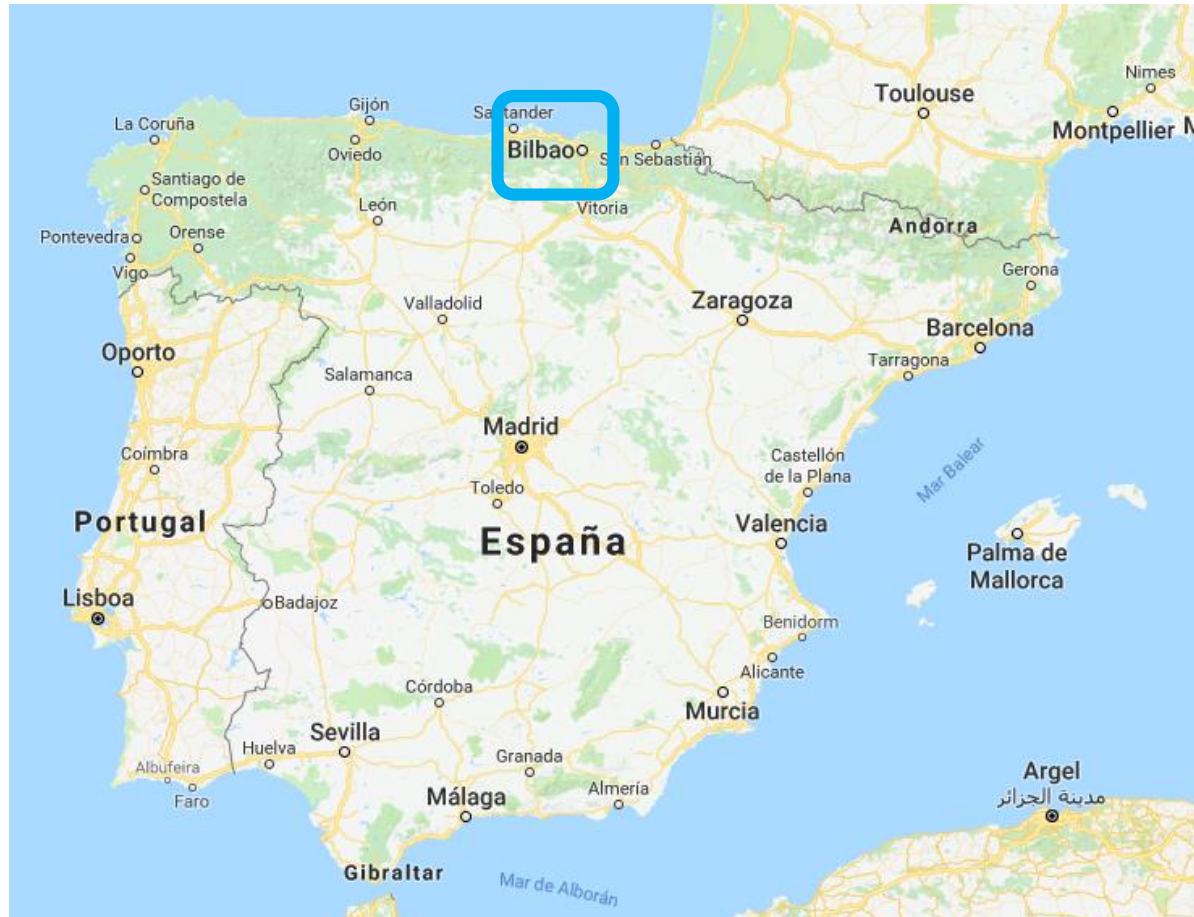 Nimes
Toulouse
Montpellier
N
Gijón
Santander
La Coruña
Oviedo
Bilbao
San Sebastián
Santiago de
Compostela
León
Vitoria
Andorra
Pontevedra
Orense
Vigo
Gerona
Valladolid
Zaragoza
Barcelona
Oporto
Tarragona
Salamanca
Madrid
Coímbra
Castellón
de la Plana
Mar Balear
Toledo
Portugal
España
Valencia
Palma de
Mallorca
Lisboa
Badajoz
Benidorm
Alicante
Córdoba
Murcia
Sevilla
Huelva
Granada
Albufeira
Faro
Málaga
Almería
Argel
مدينة الجزائر
Gibraltar
Mar de Alborán